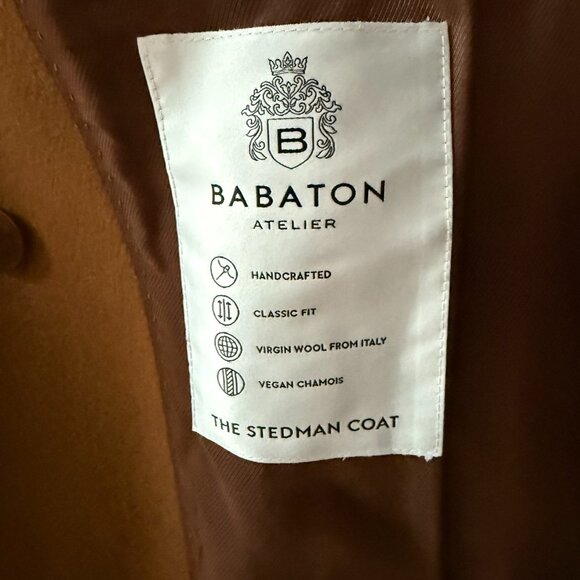 B
BABATON
ATELIER
HANDCRAFTED
CLASSIC FIT
VIRGIN WOOL FROM ITALY
VEGAN CHAMOIS
THE STEDMAN COAT